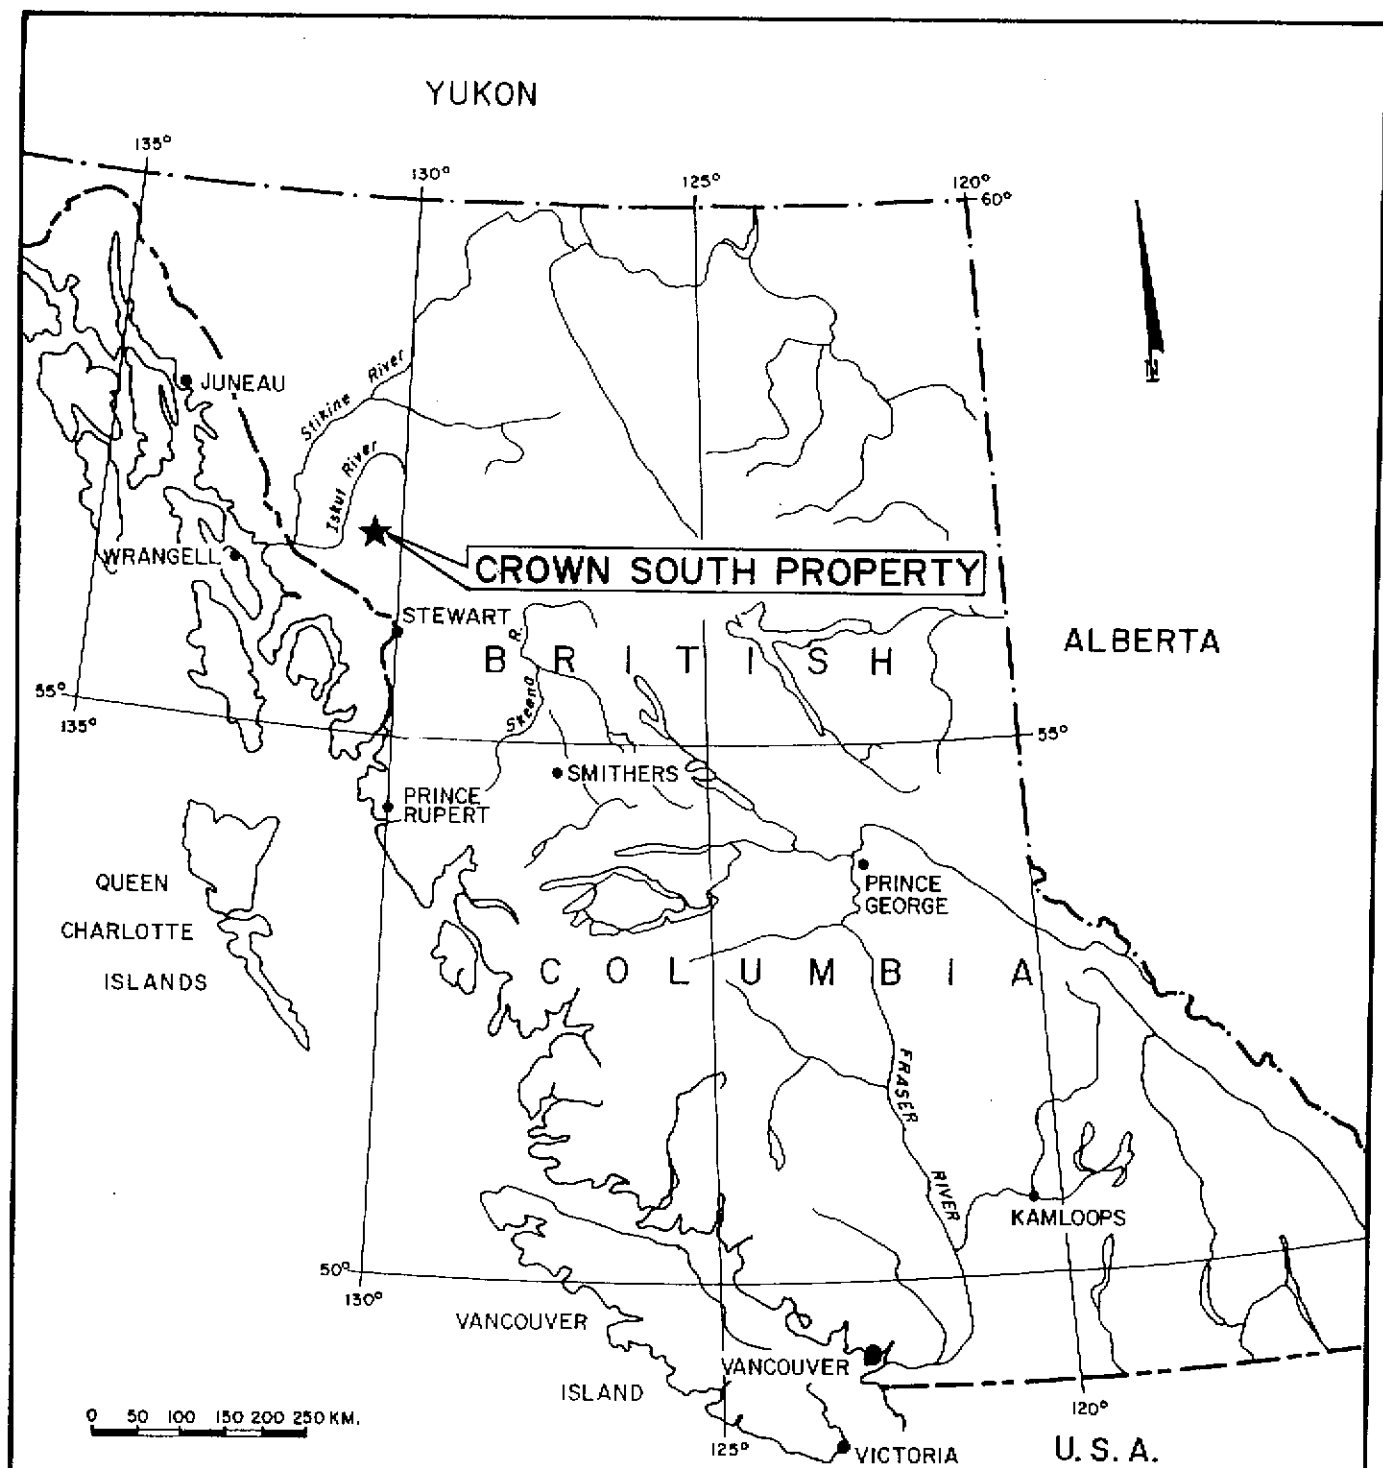 YUKON
135°
130°
125°
120°
60°
N
JUNEAU
Stikine River
Iskut River
WRANGELL
CROWN SOUTH PROPERTY
STEWART
BRITISH
ALBERTA
Skeena R.
55°
135°
55°
SMITHERS
PRINCE
RUPERT
QUEEN
CHARLOTTE
ISLANDS
PRINCE
GEORGE
COLUMBIA
FRASER RIVER
KAMLOOPS
50°
130°
VANCOUVER
ISLAND
VANCOUVER
120°
125°
VICTORIA
U.S.A.
0 50 100 150 200 250 KM.